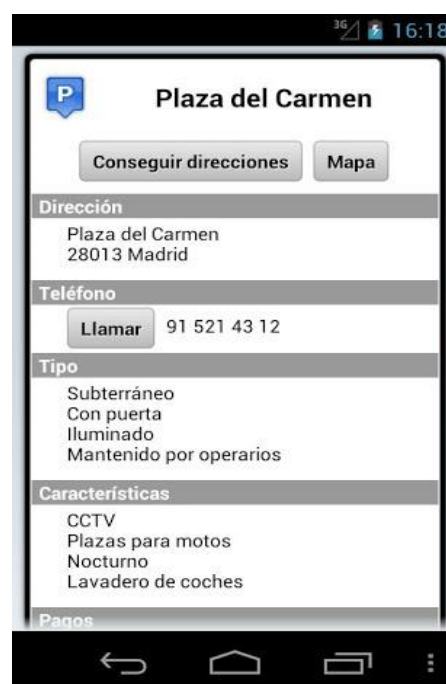 3G 16:18
P Plaza del Carmen
Conseguir direcciones Mapa
Dirección
Plaza del Carmen
28013 Madrid
Teléfono
Llamar 91 521 43 12
Tipo
Subterráneo
Con puerta
Iluminado
Mantenido por operarios
Características
CCTV
Plazas para motos
Nocturno
Lavadero de coches
Pagos